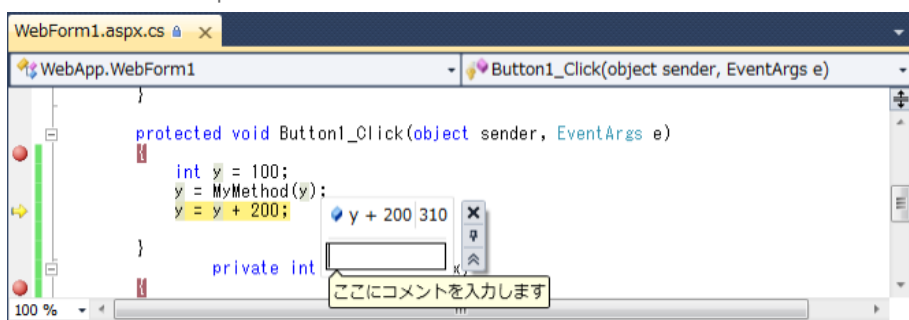 WebForm1.aspx.cs
WebApp.WebForm1
Button1_Click(object sender, EventArgs e)
}
protected void Button1_Click(object sender, EventArgs e)
{
int y = 100;
y = MyMethod(y);
y = y + 200;
y + 200 310
}
private int
x)
ここにコメントを入力します
{
100 %